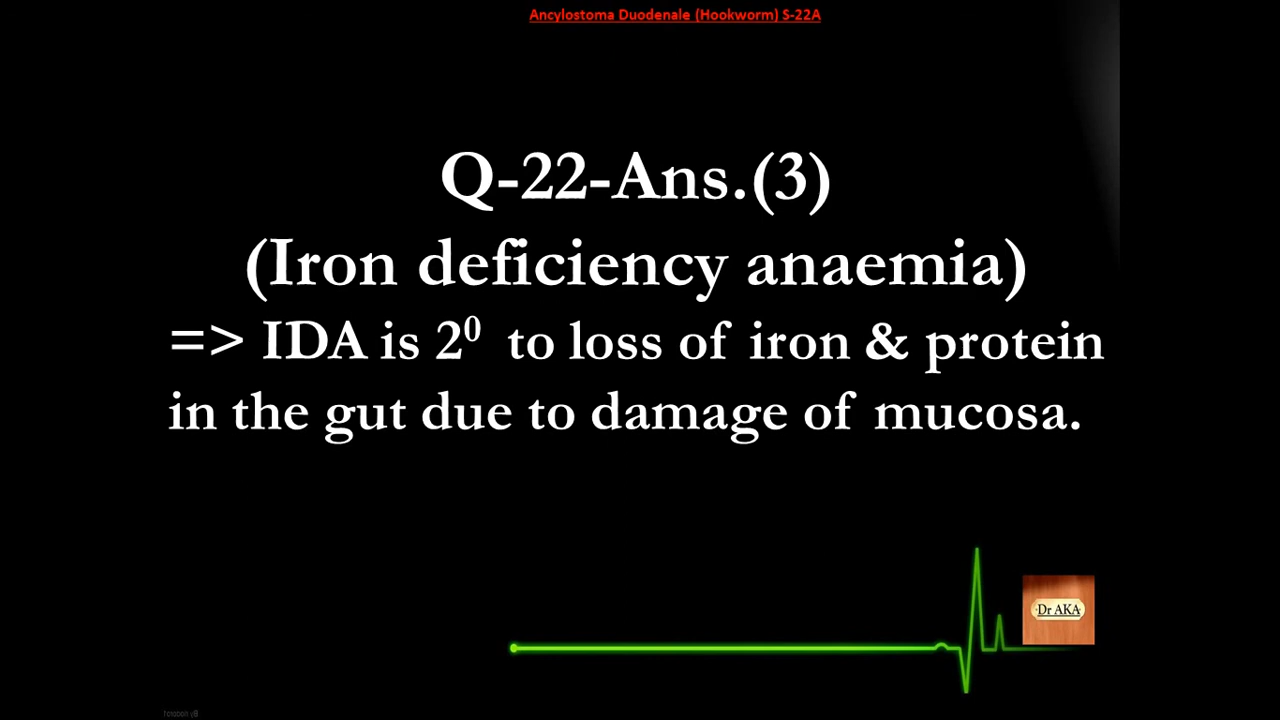 Ancylostoma Duodenale (Hookworm) S-22A
Q-22-Ans.(3)
(Iron deficiency anaemia)
=> IDA is 2⁰ to loss of iron & protein
in the gut due to damage of mucosa.
Dr AKA